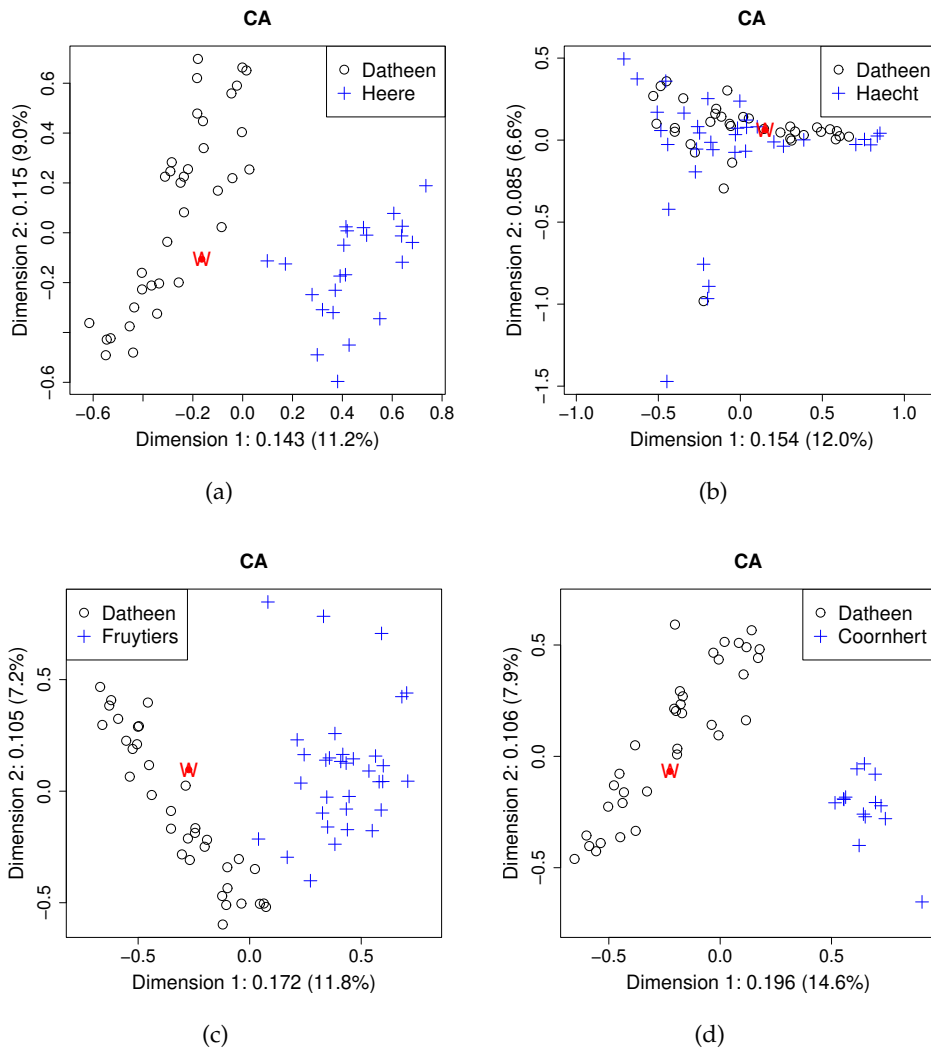 CA
Datheen
Heere
Dimension 2: 0.115 (9.0%)
0.6
0.2
0.0
−0.2
−0.6
−0.6
−0.2
0.0
0.2
0.4
0.6
0.8
Dimension 1: 0.143 (11.2%)
W
(a)
CA
Datheen
Haecht
Dimension 2: 0.085 (6.6%)
0.5
0.0
−0.5
−1.0
−1.5
−1.0
−0.5
0.0
0.5
1.0
Dimension 1: 0.154 (12.0%)
W
(b)
CA
Datheen
Fruytiers
Dimension 2: 0.105 (7.2%)
0.5
0.0
−0.5
−0.5
0.0
0.5
Dimension 1: 0.172 (11.8%)
W
(c)
CA
Datheen
Coornhert
Dimension 2: 0.106 (7.9%)
0.5
0.0
−0.5
−0.5
0.0
0.5
Dimension 1: 0.196 (14.6%)
W
(d)